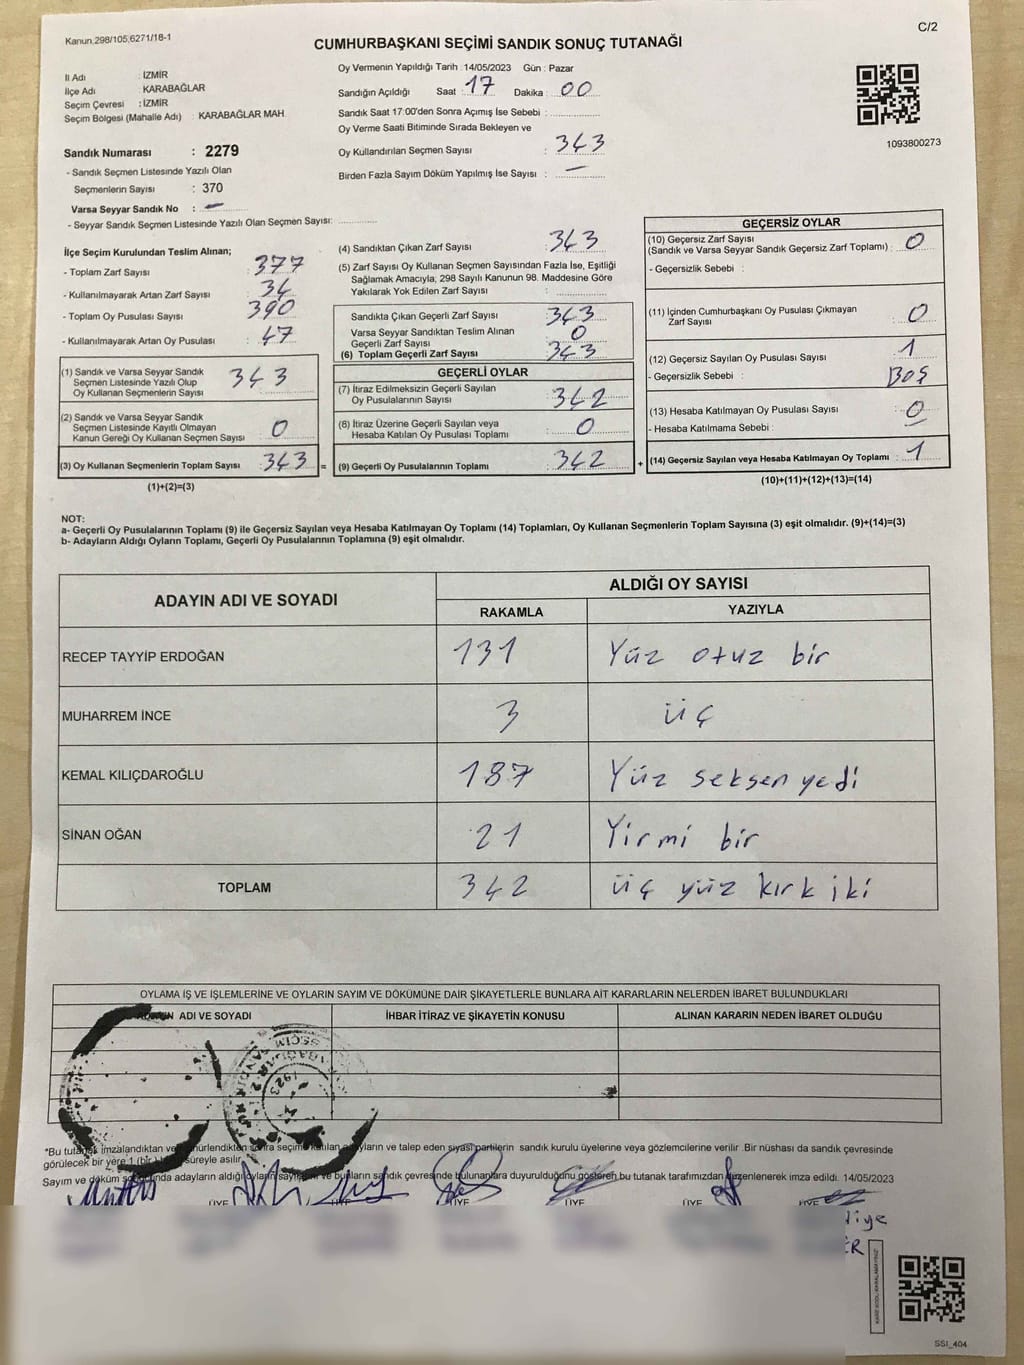 Kanun,298/105,6271/18-1
C/2
CUMHURBAŞKANI SEÇİMİ SANDIK SONUÇ TUTANAĞI
İl Adı : İZMİR
İlçe Adı KARABAĞLAR
Seçim Çevresi : İZMİR
Seçim Bölgesi (Mahalle Adı) : KARABAĞLAR MAH.
Sandık Numarası : 2279
- Sandık Seçmen Listesinde Yazılı Olan
Seçmenlerin Sayısı : 370
Varsa Seyyar Sandık No : –
- Seyyar Sandık Seçmen Listesinde Yazılı Olan Seçmen Sayısı:
Oy Vermenin Yapıldığı Tarih : 14/05/2023 Gün : Pazar
Sandığın Açıldığı Saat : 17 Dakika : 00
Sandık Saat 17:00'den Sonra Açımış İse Sebebi :
Oy Verme Saati Bitiminde Sırada Bekleyen ve
Oy Kullandırılan Seçmen Sayısı : 343
Birden Fazla Sayım Döküm Yapılmış İse Sayısı : –
1093800273
İlçe Seçim Kurulundan Teslim Alınan;
- Toplam Zarf Sayısı : 377
- Kullanılmayarak Artan Zarf Sayısı : 34
- Toplam Oy Pusulası Sayısı : 390
- Kullanılmayarak Artan Oy Pusulası : 47
(1) Sandık ve Varsa Seyyar Sandık
Seçmen Listesinde Yazılı Olup
Oy Kullanan Seçmenlerin Sayısı : 343
(2) Sandık ve Varsa Seyyar Sandık
Seçmen Listesinde Kayıtlı Olmayan
Kanun Gereği Oy Kullanan Seçmen Sayısı : 0
(3) Oy Kullanan Seçmenlerin Toplam Sayısı : 343 =
(1)+(2)=(3)
(4) Sandıktan Çıkan Zarf Sayısı : 343
(5) Zarf Sayısı Oy Kullanan Seçmen Sayısından Fazla İse, Eşitliği
Sağlamak Amacıyla, 298 Sayılı Kanunun 98. Maddesine Göre
Yakılarak Yok Edilen Zarf Sayısı :
Sandıkta Çıkan Geçerli Zarf Sayısı : 343
Varsa Seyyar Sandıktan Teslim Alınan
Geçerli Zarf Sayısı : 0
(6) Toplam Geçerli Zarf Sayısı : 343
GEÇERLİ OYLAR
(7) İtiraz Edilmeksizin Geçerli Sayılan
Oy Pusulalarının Sayısı : 342
(8) İtiraz Üzerine Geçerli Sayılan veya
Hesaba Katılan Oy Pusulası Toplamı : 0
(9) Geçerli Oy Pusulalarının Toplamı : 342 +
GEÇERSİZ OYLAR
(10) Geçersiz Zarf Sayısı
(Sandık ve Varsa Seyyar Sandık Geçersiz Zarf Toplamı) : 0
- Geçersizlik Sebebi :
(11) İçinden Cumhurbaşkanı Oy Pusulası Çıkmayan
Zarf Sayısı : 0
(12) Geçersiz Sayılan Oy Pusulası Sayısı : 1
- Geçersizlik Sebebi : BOŞ
(13) Hesaba Katılmayan Oy Pusulası Sayısı : 0
- Hesaba Katılmama Sebebi :
(14) Geçersiz Sayılan veya Hesaba Katılmayan Oy Toplamı : 1
(10)+(11)+(12)+(13)=(14)
NOT:
a- Geçerli Oy Pusulalarının Toplamı (9) ile Geçersiz Sayılan veya Hesaba Katılmayan Oy Toplamı (14) Toplamları, Oy Kullanan Seçmenlerin Toplam Sayısına (3) eşit olmalıdır. (9)+(14)=(3)
b- Adayların Aldığı Oyların Toplamı, Geçerli Oy Pusulalarının Toplamına (9) eşit olmalıdır.
ADAYIN ADI VE SOYADI ALDIĞI OY SAYISI
RAKAMLA YAZIYLA
RECEP TAYYİP ERDOĞAN 131 Yüz otuz bir
MUHARREM İNCE 3 üç
KEMAL KILIÇDAROĞLU 187 Yüz seksen yedi
SİNAN OĞAN 21 Yirmi bir
TOPLAM 342 üç yüz kırk iki
OYLAMA İŞ VE İŞLEMLERİNE VE OYLARIN SAYIM VE DÖKÜMÜNE DAİR ŞİKAYETLERLE BUNLARA AİT KARARLARIN NELERDEN İBARET BULUNDUKLARI
ADI VE SOYADI İHBAR İTİRAZ VE ŞİKAYETİN KONUSU ALINAN KARARIN NEDEN İBARET OLDUĞU
1923
*Bu tutanak imzalandıktan ve mühürlendikten sonra seçime katılan adayların ve talep eden siyasi partilerin sandık kurulu üyelerine veya gözlemcilerine verilir .Bir nüshası da sandık çevresinde
görülecek bir yere 1 (bir) süreyle asılır.
Sayım ve döküm sonucunda adayların aldığı oyların sayısı ve bunların sandık çevresinde bulunanlara duyurulduğunu gösteren bu tutanak tarafımızdan düzenlenerek imza edildi. 14/05/2023
ÜYE ÜYE ÜYE ÜYE ÜYE
SSI_404